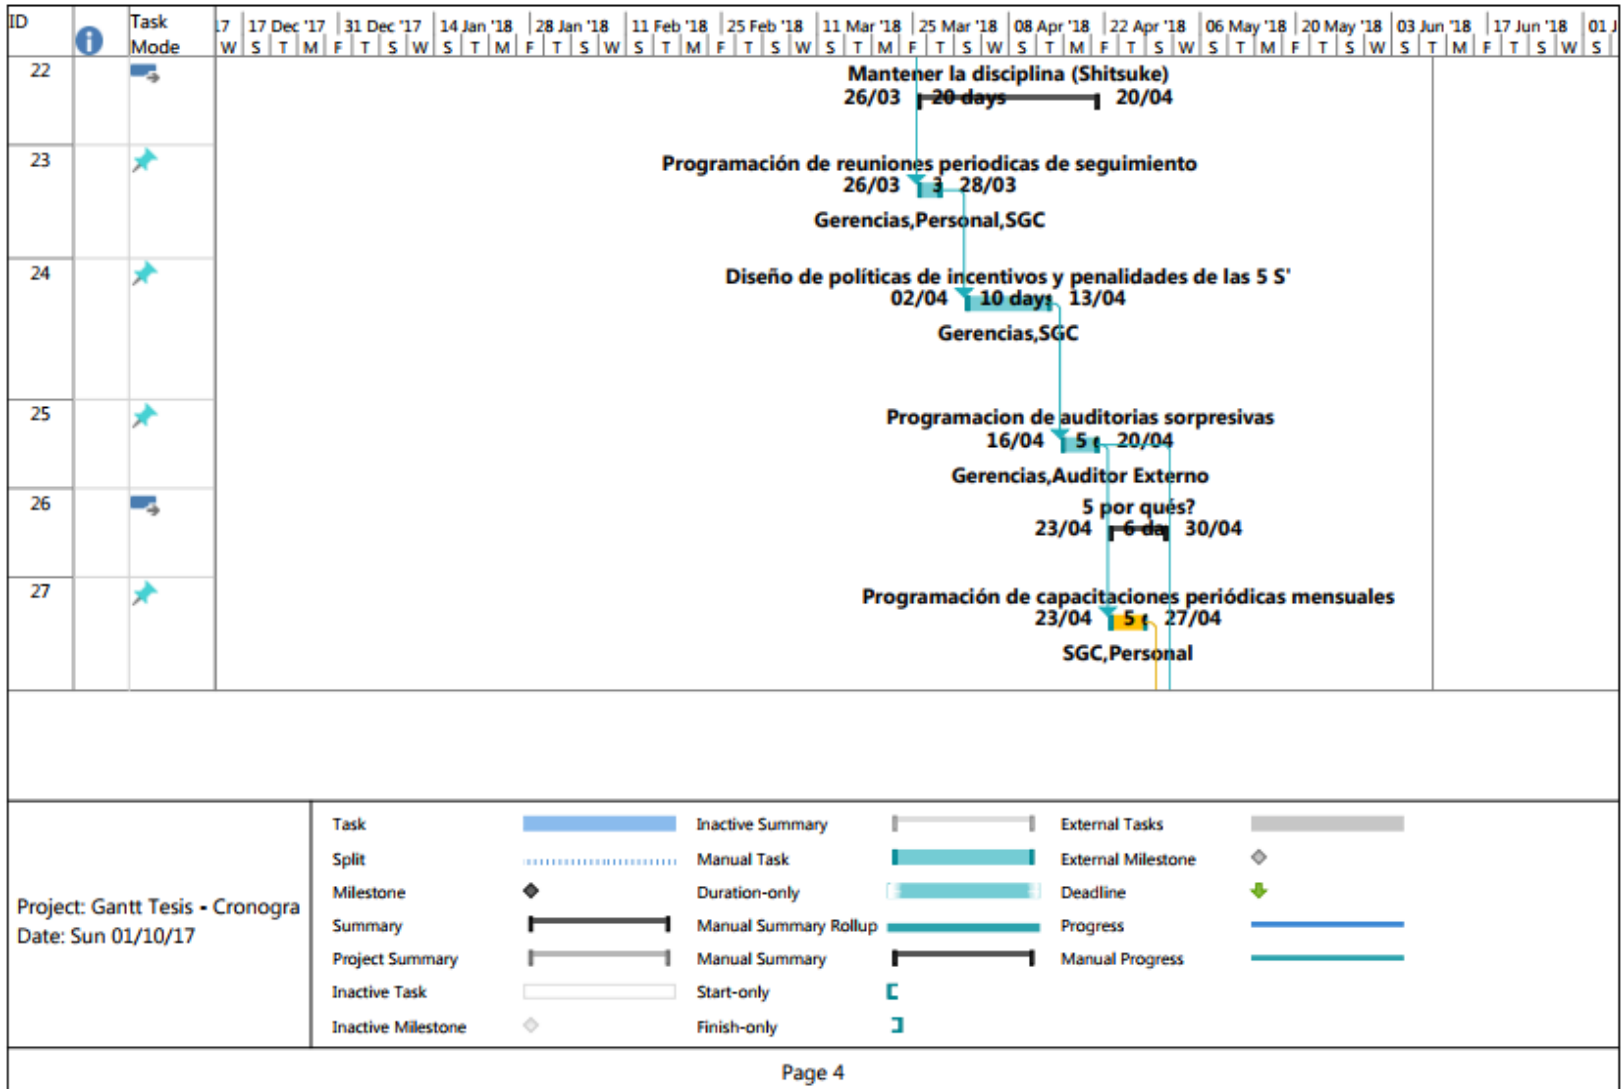 ID Task Mode
17 17 Dec '17 31 Dec '17 14 Jan '18 28 Jan '18 11 Feb '18 25 Feb '18 11 Mar '18 25 Mar '18 08 Apr '18 22 Apr '18 06 May '18 20 May '18 03 Jun '18 17 Jun '18 01 J
W S T M F T S W S T M F T S W S T M F T S W S T M F T S W S T M F T S W S T M F T S W S
22
Mantener la disciplina (Shitsuke)
26/03 20 days 20/04
23
Programación de reuniones periodicas de seguimiento
26/03 3 28/03
Gerencias,Personal,SGC
24
Diseño de políticas de incentivos y penalidades de las 5 S'
02/04 10 days 13/04
Gerencias,SGC
25
Programacion de auditorias sorpresivas
16/04 5 20/04
Gerencias,Auditor Externo
26
5 por qués?
23/04 6 da 30/04
27
Programación de capacitaciones periódicas mensuales
23/04 5 27/04
SGC,Personal
Project: Gantt Tesis - Cronogra
Date: Sun 01/10/17
Task Inactive Summary External Tasks
Split Manual Task External Milestone
Milestone Duration-only Deadline
Summary Manual Summary Rollup Progress
Project Summary Manual Summary Manual Progress
Inactive Task Start-only
Inactive Milestone Finish-only
Page 4